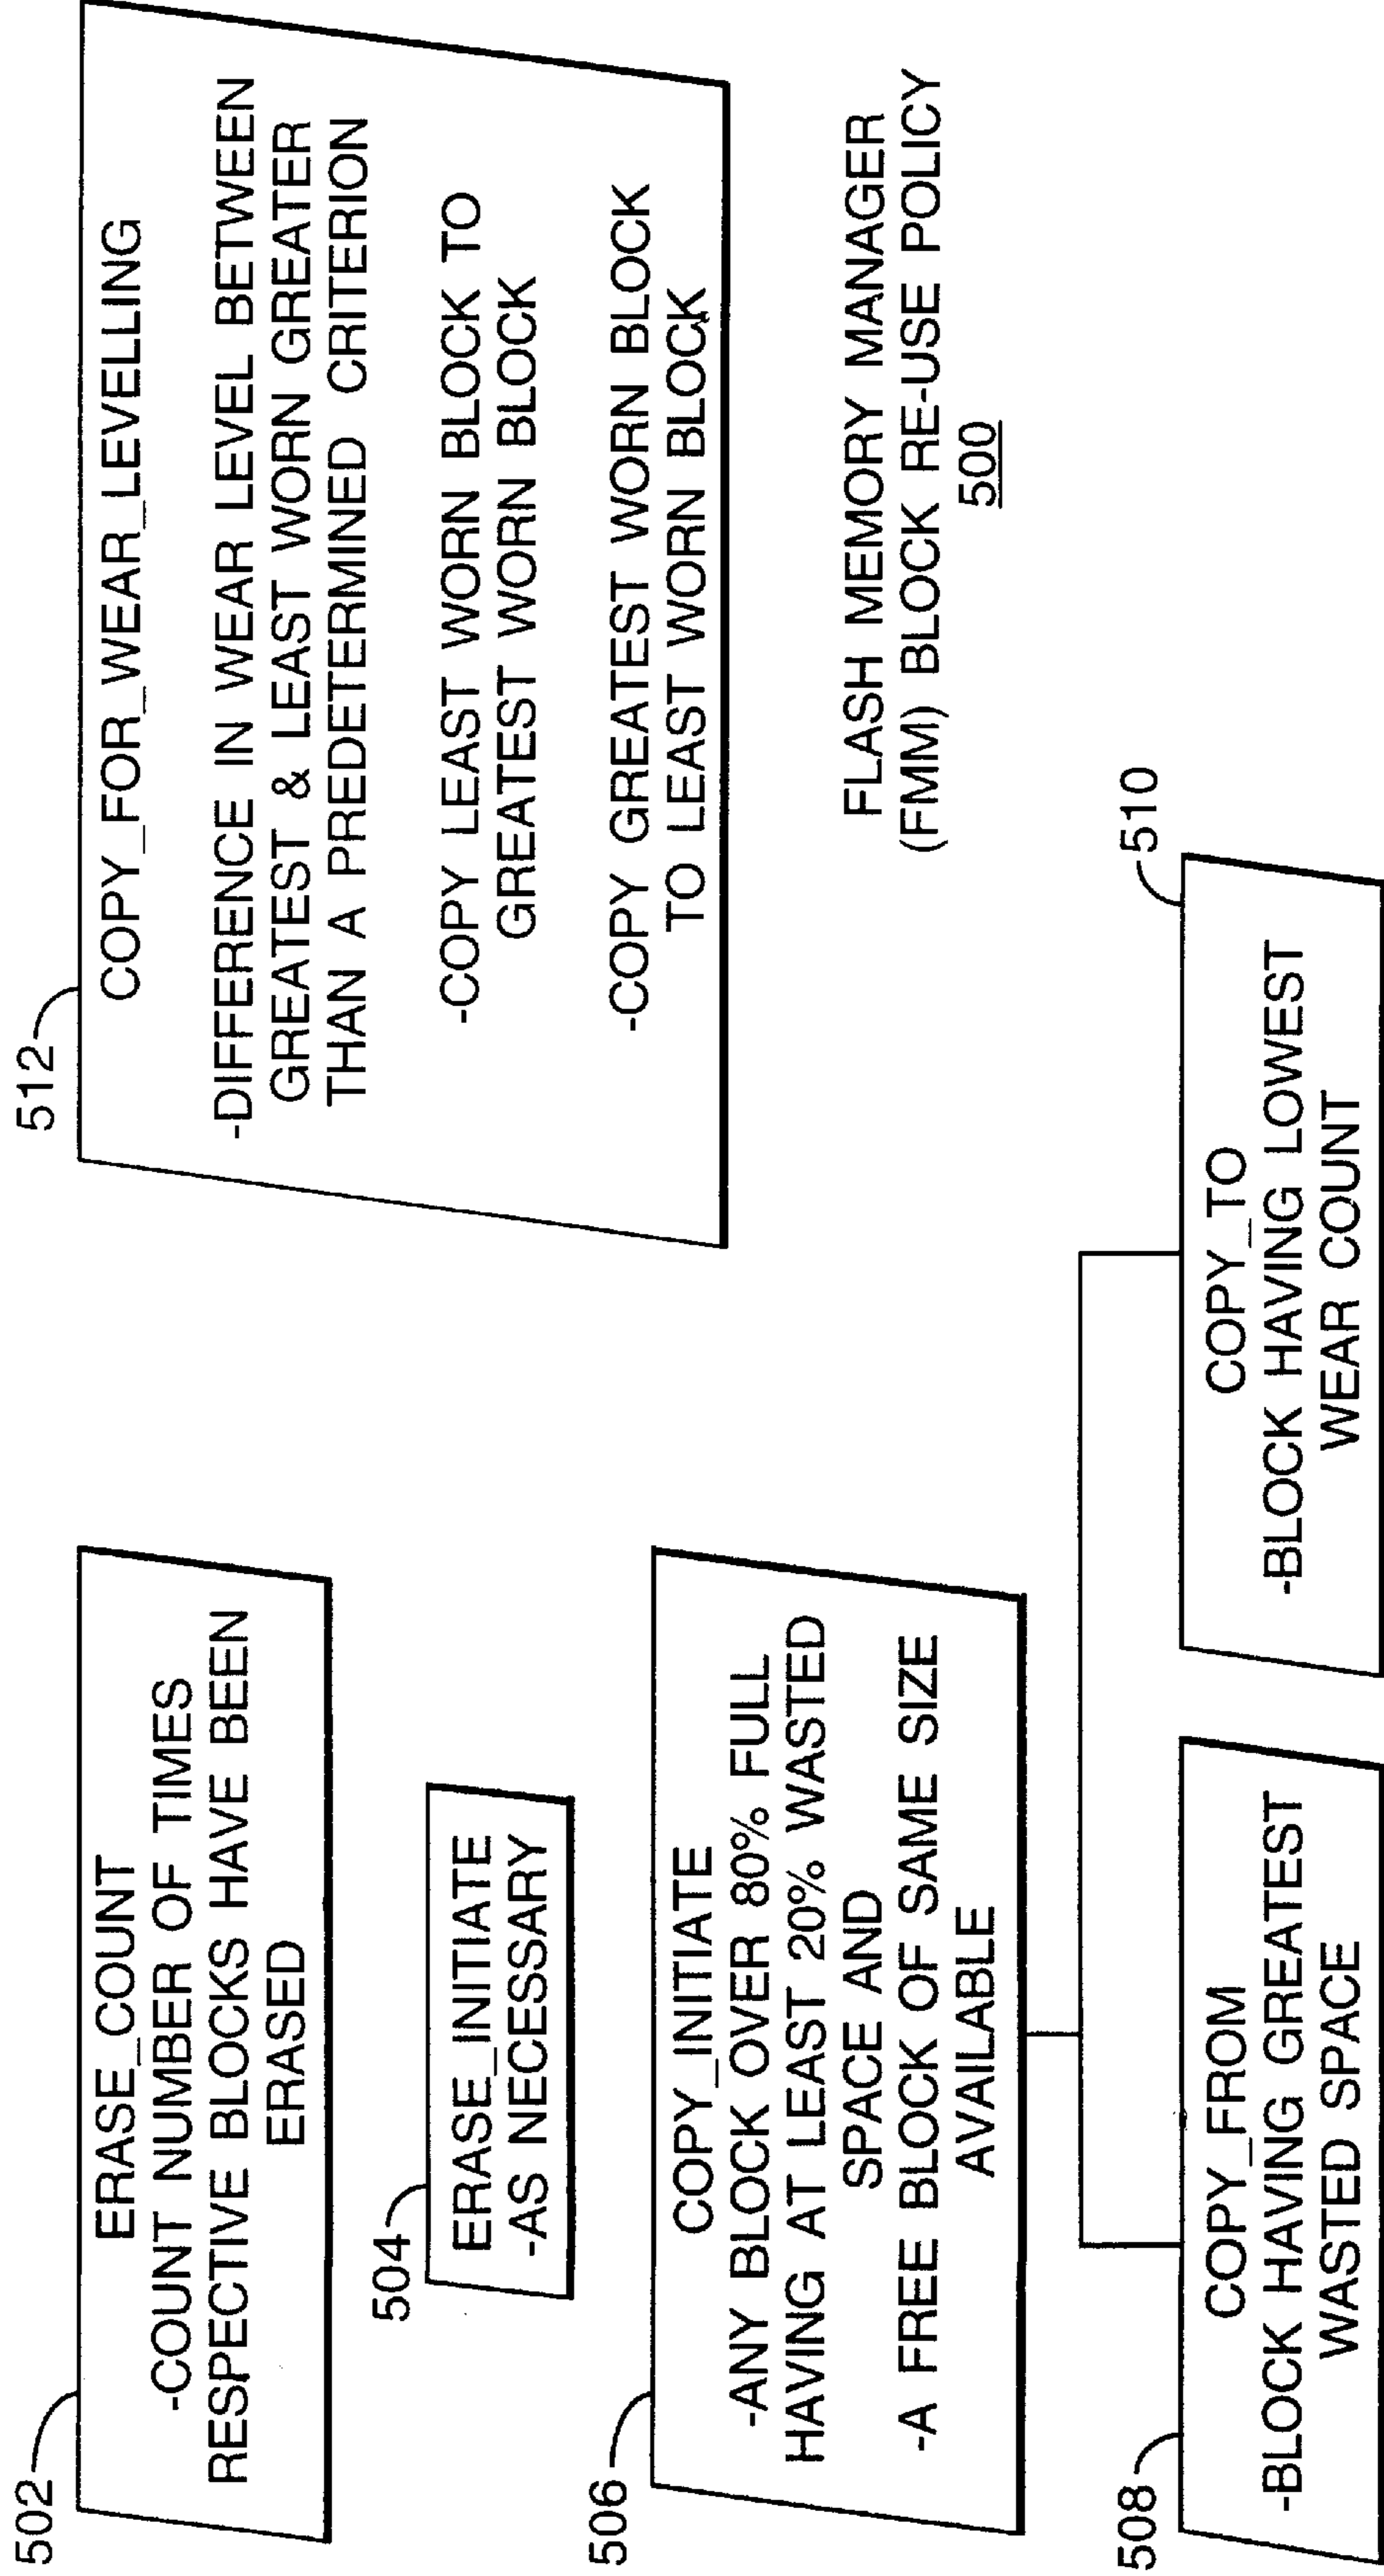 502
ERASE_COUNT
-COUNT NUMBER OF TIMES
RESPECTIVE BLOCKS HAVE BEEN
ERASED
504
ERASE_INITIATE
-AS NECESSARY
506
COPY_INITIATE
-ANY BLOCK OVER 80% FULL
HAVING AT LEAST 20% WASTED
SPACE AND
-A FREE BLOCK OF SAME SIZE
AVAILABLE
508
COPY_FROM
-BLOCK HAVING GREATEST
WASTED SPACE
510
COPY_TO
-BLOCK HAVING LOWEST
WEAR COUNT
512
COPY_FOR_WEAR_LEVELLING
-DIFFERENCE IN WEAR LEVEL BETWEEN
GREATEST & LEAST WORN GREATER
THAN A PREDETERMINED CRITERION
-COPY LEAST WORN BLOCK TO
GREATEST WORN BLOCK
-COPY GREATEST WORN BLOCK
TO LEAST WORN BLOCK
FLASH MEMORY MANAGER
(FMM) BLOCK RE-USE POLICY
500